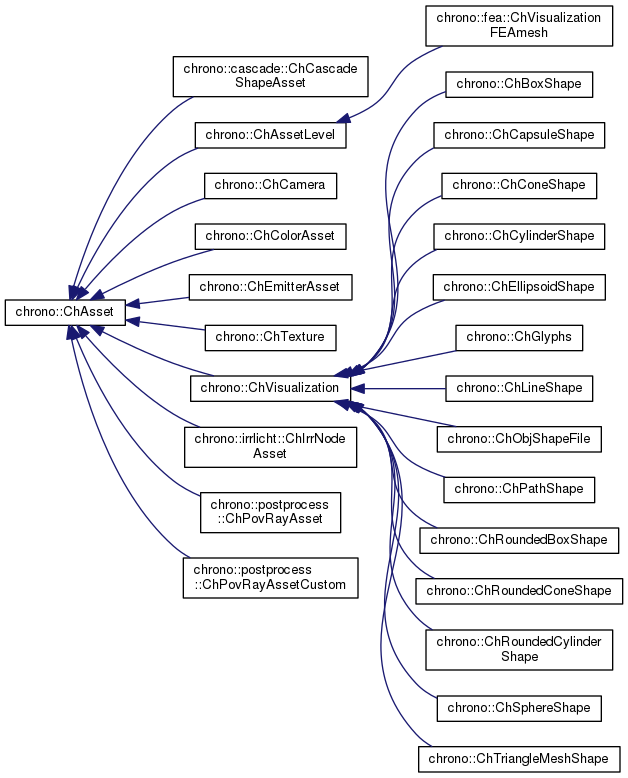 chrono::fea::ChVisualization
FEAmesh
chrono::cascade::ChCascade
ShapeAsset
chrono::ChBoxShape
chrono::ChAssetLevel
chrono::ChCapsuleShape
chrono::ChCamera
chrono::ChConeShape
chrono::ChColorAsset
chrono::ChCylinderShape
chrono::ChEmitterAsset
chrono::ChEllipsoidShape
chrono::ChAsset
chrono::ChTexture
chrono::ChGlyphs
chrono::ChVisualization
chrono::ChLineShape
chrono::irrlicht::ChIrrNode
Asset
chrono::ChObjShapeFile
chrono::ChPathShape
chrono::postprocess
::ChPovRayAsset
chrono::ChRoundedBoxShape
chrono::postprocess
::ChPovRayAssetCustom
chrono::ChRoundedConeShape
chrono::ChRoundedCylinder
Shape
chrono::ChSphereShape
chrono::ChTriangleMeshShape